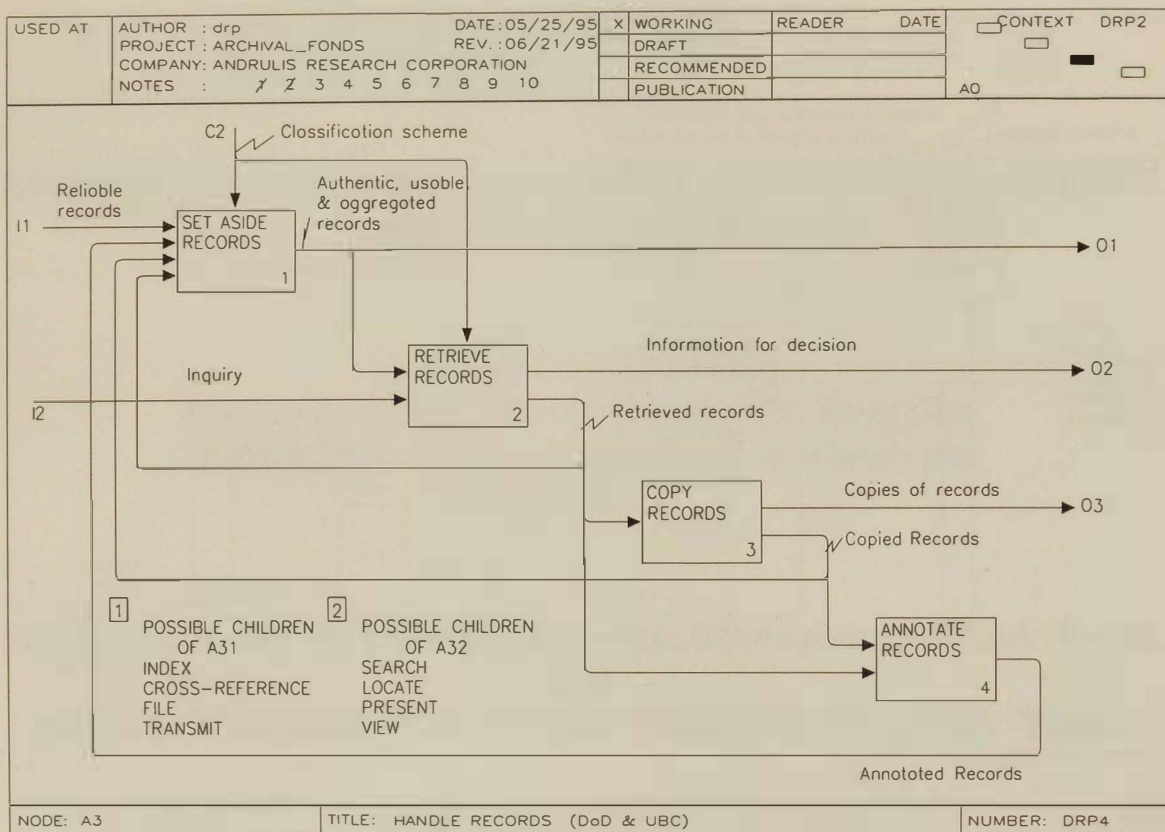 USED AT
AUTHOR : drp
DATE: 05/25/95
PROJECT : ARCHIVAL_FONDS
REV. : 06/21/95
COMPANY: ANDRULIS RESEARCH CORPORATION
NOTES : 1 2 3 4 5 6 7 8 9 10
X WORKING
DRAFT
RECOMMENDED
PUBLICATION
READER DATE
CONTEXT DRP2
A0
C2
Clossificotion scheme
Relioble
records
I1
SET ASIDE
RECORDS
1
Authentic, usoble,
& oggregoted
records
O1
RETRIEVE
RECORDS
2
Informotion for decision
O2
Inquiry
I2
Retrieved records
COPY
RECORDS
3
Copies of records
O3
Copied Records
1
POSSIBLE CHILDREN
OF A31
INDEX
CROSS-REFERENCE
FILE
TRANSMIT
2
POSSIBLE CHILDREN
OF A32
SEARCH
LOCATE
PRESENT
VIEW
ANNOTATE
RECORDS
4
Annototed Records
NODE: A3
TITLE: HANDLE RECORDS (DoD & UBC)
NUMBER: DRP4